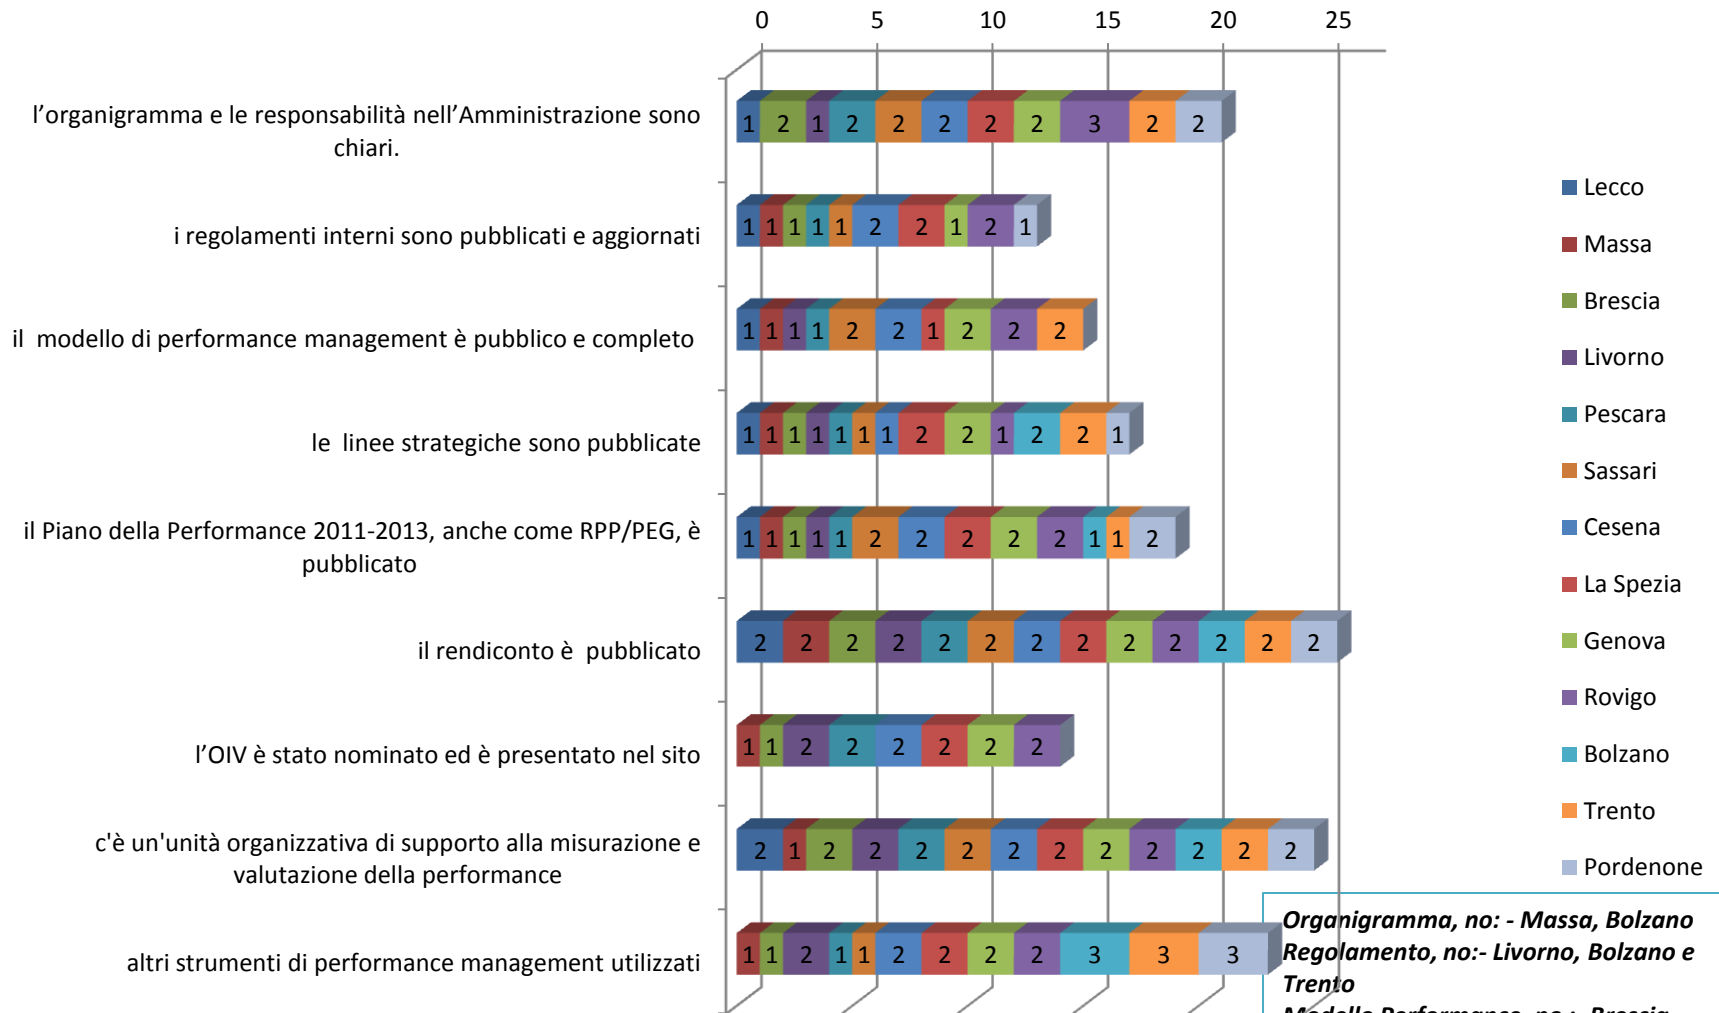 0 5 10 15 20 25
l'organigramma e le responsabilità nell'Amministrazione sono
chiari.
1 2 1 2 2 2 2 2 3 2 2
i regolamenti interni sono pubblicati e aggiornati
1 1 1 1 1 2 2 1 2 1
il modello di performance management è pubblico e completo
1 1 1 1 2 2 1 2 2 2
le linee strategiche sono pubblicate
1 1 1 1 1 1 1 2 2 1 2 2 1
il Piano della Performance 2011-2013, anche come RPP/PEG, è
pubblicato
1 1 1 1 1 2 2 2 2 2 1 1 2
il rendiconto è pubblicato
2 2 2 2 2 2 2 2 2 2 2 2 2
l'OIV è stato nominato ed è presentato nel sito
1 1 2 2 2 2 2 2
c'è un'unità organizzativa di supporto alla misurazione e
valutazione della performance
2 1 2 2 2 2 2 2 2 2 2 2 2
altri strumenti di performance management utilizzati
1 1 2 1 1 2 2 2 2 3 3 3
Lecco
Massa
Brescia
Livorno
Pescara
Sassari
Cesena
La Spezia
Genova
Rovigo
Bolzano
Trento
Pordenone
Organigramma, no: - Massa, Bolzano
Regolamento, no:- Livorno, Bolzano e
Trento
Modello Performance, no: - Brescia